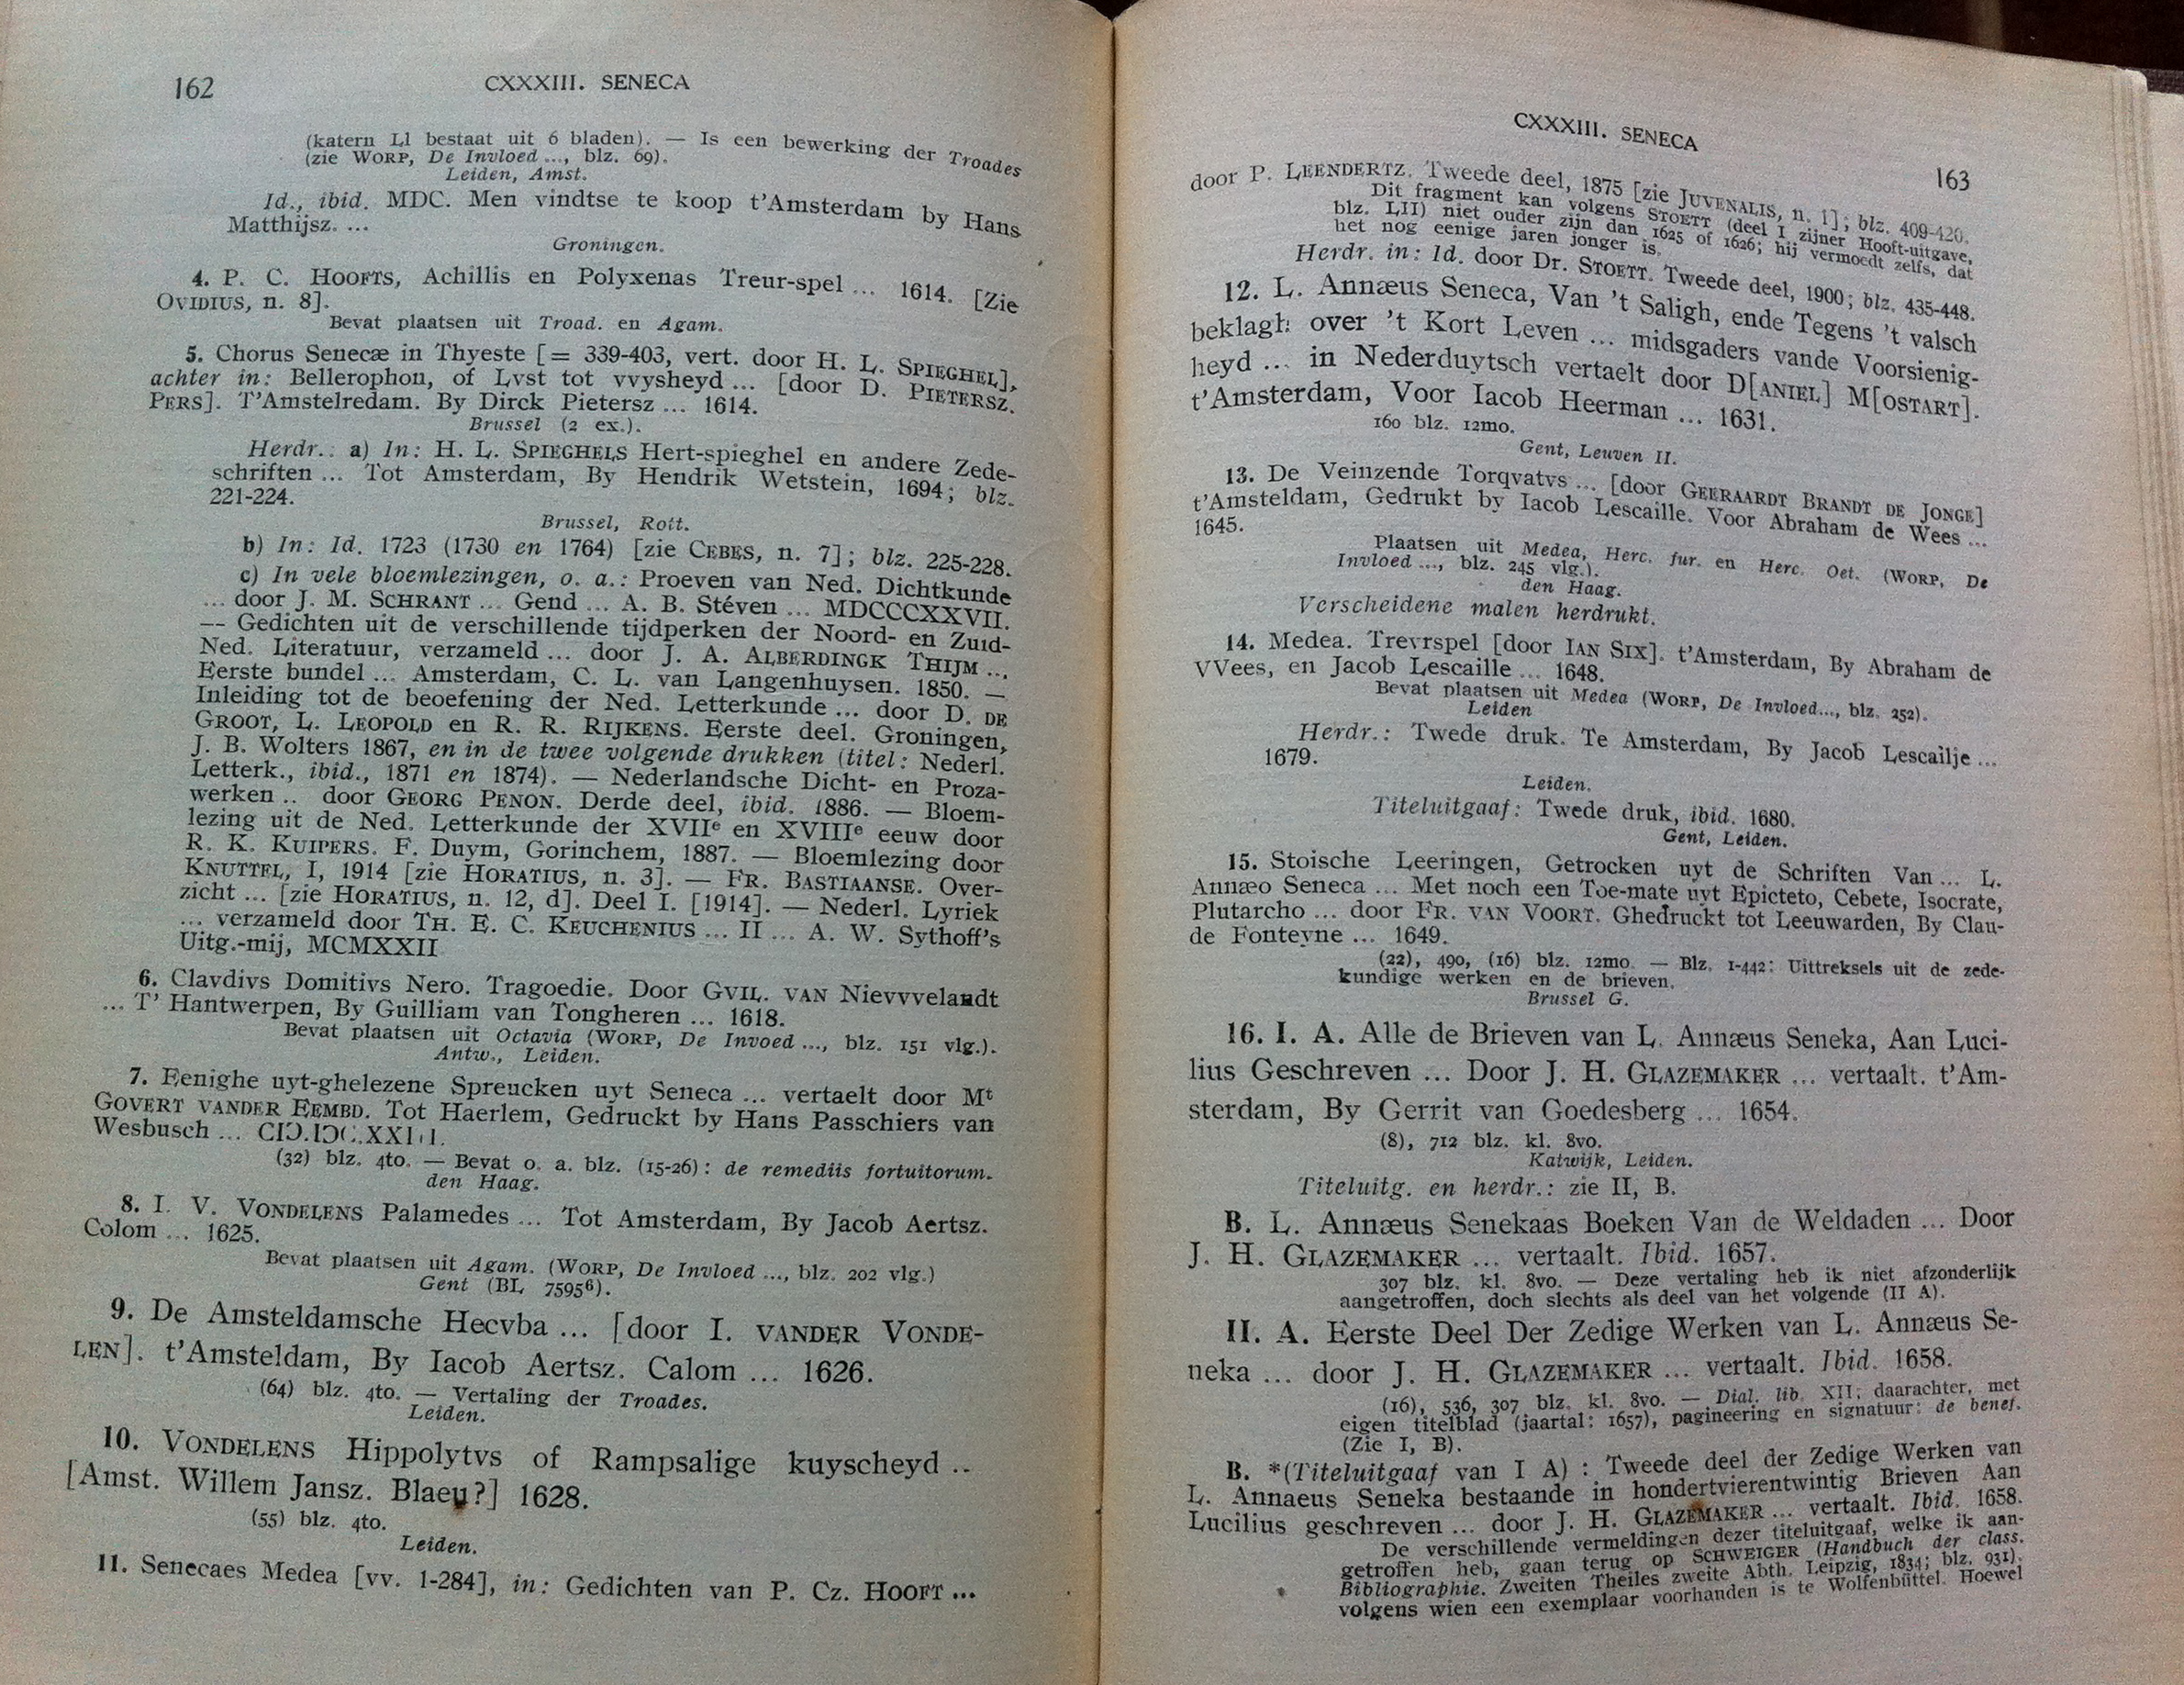 162
CXXXIII. SENECA
(katern Ll bestaat uit 6 bladen). — Is een bewerking der Troades
(zie WORP, De Invloed ..., blz. 69).
Leiden, Amst.
Id., ibid. MDC. Men vindtse te koop t'Amsterdam by Hans
Matthijsz. ...
Groningen.
4. P. C. HOOFTS, Achillis en Polyxenas Treur-spel ... 1614. [Zie
OVIDIUS, n. 8].
Bevat plaatsen uit Troad. en Agam.
5. Chorus Senecæ in Thyeste [= 339-403, vert. door H. L. SPIEGHEL],
achter in: Bellerophon, of Lvst tot vvysheyd ... [door D. PIETERSZ.
PERS]. T'Amstelredam. By Dirck Pietersz ... 1614.
Brussel (2 ex.).
Herdr.: a) In: H. L. SPIEGHELS Hert-spieghel en andere Zede-
schriften ... Tot Amsterdam, By Hendrik Wetstein, 1694; blz.
221-224.
Brussel, Rott.
b) In: Id. 1723 (1730 en 1764) [zie CEBES, n. 7]; blz. 225-228.
c) In vele bloemlezingen, o. a.: Proeven van Ned. Dichtkunde
... door J. M. SCHRANT ... Gend ... A. B. Stéven ... MDCCCXXVII.
— Gedichten uit de verschillende tijdperken der Noord- en Zuid-
Ned. Literatuur, verzameld ... door J. A. ALBERDINGK THIJM ...
Eerste bundel ... Amsterdam, C. L. van Langenhuysen. 1850. —
Inleiding tot de beoefening der Ned. Letterkunde ... door D. DE
GROOT, L. LEOPOLD en R. R. RIJKENS. Eerste deel. Groningen,
J. B. Wolters 1867, en in de twee volgende drukken (titel: Nederl.
Letterk., ibid., 1871 en 1874). — Nederlandsche Dicht- en Proza-
werken .. door GEORG PENON. Derde deel, ibid. 1886. — Bloem-
lezing uit de Ned. Letterkunde der XVIIe en XVIIIe eeuw door
R. K. KUIPERS. F. Duym, Gorinchem, 1887. — Bloemlezing door
KNUTTEL, I, 1914 [zie HORATIUS, n. 3]. — FR. BASTIAANSE. Over-
zicht ... [zie HORATIUS, n. 12, d]. Deel I. [1914]. — Nederl. Lyriek
... verzameld door TH. E. C. KEUCHENIUS ... II ... A. W. Sythoff's
Uitg.-mij, MCMXXII
6. Clavdivs Domitivs Nero. Tragoedie. Door GVIL. VAN Nievvvelandt
... T' Hantwerpen, By Guilliam van Tongheren ... 1618.
Bevat plaatsen uit Octavia (WORP, De Invoed ..., blz. 151 vlg.).
Antw., Leiden.
7. Eenighe uyt-ghelezene Spreucken uyt Seneca ... vertaelt door Mt
GOVERT VANDER EEMBD. Tot Haerlem, Gedruckt by Hans Passchiers van
Wesbusch ...
(32) blz. 4to. — Bevat o. a. blz. (15-26): de remediis fortuitorum.
den Haag.
8. I. V. VONDELENS Palamedes ... Tot Amsterdam, By Jacob Aertsz.
Colom ... 1625.
Bevat plaatsen uit Agam. (WORP, De Invloed ..., blz. 202 vlg.)
Gent (BL 7595⁶).
9. De Amsteldamsche Hecvba ... [door I. VANDER VONDE-
LEN]. t'Amsteldam, By Iacob Aertsz. Calom ... 1626.
(64) blz. 4to. — Vertaling der Troades.
Leiden.
10. VONDELENS Hippolytvs of Rampsalige kuyscheyd ..
[Amst. Willem Jansz. Blaeu?] 1628.
(55) blz. 4to.
Leiden.
11. Senecaes Medea [vv. 1-284], in: Gedichten van P. Cz. HOOFT ...
CXXXIII. SENECA
163
door P. LEENDERTZ. Tweede deel, 1875 [zie JUVENALIS, n. 1]; blz. 409-420.
Dit fragment kan volgens STOETT (deel I zijner Hooft-uitgave,
blz. LII) niet ouder zijn dan 1625 of 1626; hij vermoedt zelfs, dat
het nog eenige jaren jonger is.
Herdr. in: Id. door Dr. STOETT. Tweede deel, 1900; blz. 435-448.
12. L. Annæus Seneca, Van 't Saligh, ende Tegens 't valsch
beklagh over 't Kort Leven ... midsgaders vande Voorsienig-
heyd ... in Nederduytsch vertaelt door D[ANIEL] M[OSTART].
t'Amsterdam, Voor Iacob Heerman ... 1631.
160 blz. 12mo.
Gent, Leuven II.
13. De Veinzende Torqvatvs ... [door GEERAARDT BRANDT DE JONGE]
t'Amsteldam, Gedrukt by Iacob Lescaille. Voor Abraham de Wees ...
1645.
Plaatsen uit Medea, Herc. fur. en Herc. Oet. (WORP, De
Invloed ..., blz. 245 vlg.).
den Haag.
Verscheidene malen herdrukt.
14. Medea. Trevrspel [door IAN SIX]. t'Amsterdam, By Abraham de
VVees, en Jacob Lescaille ... 1648.
Bevat plaatsen uit Medea (WORP, De Invloed..., blz. 252).
Leiden
Herdr.: Twede druk. Te Amsterdam, By Jacob Lescailje ...
1679.
Leiden.
Titeluitgaaf: Twede druk, ibid. 1680.
Gent, Leiden.
15. Stoische Leeringen, Getrocken uyt de Schriften Van ... L.
Annæo Seneca ... Met noch een Toe-mate uyt Epicteto, Cebete, Isocrate,
Plutarcho ... door FR. VAN VOORT. Ghedruckt tot Leeuwarden, By Clau-
de Fonteyne ... 1649.
(22), 490, (16) blz. 12mo. — Blz. 1-442: Uittreksels uit de zede-
kundige werken en de brieven.
Brussel G.
16. I. A. Alle de Brieven van L. Annæus Seneka, Aan Luci-
lius Geschreven ... Door J. H. GLAZEMAKER ... vertaalt. t'Am-
sterdam, By Gerrit van Goedesberg ... 1654.
(8), 712 blz. kl. 8vo.
Katwijk, Leiden.
Titeluitg. en herdr.: zie II, B.
B. L. Annæus Senekaas Boeken Van de Weldaden ... Door
J. H. GLAZEMAKER ... vertaalt. Ibid. 1657.
307 blz. kl. 8vo. — Deze vertaling heb ik niet afzonderlijk
aangetroffen, doch slechts als deel van het volgende (II A).
II. A. Eerste Deel Der Zedige Werken van L. Annæus Se-
neka ... door J. H. GLAZEMAKER ... vertaalt. Ibid. 1658.
(16), 536, 307 blz. kl. 8vo. — Dial. lib. XII; daarachter, met
eigen titelblad (jaartal: 1657), pagineering en signatuur: de benef.
(Zie I, B).
B. *(Titeluitgaaf van I A) : Tweede deel der Zedige Werken van
L. Annaeus Seneka bestaande in hondertvierentwintig Brieven Aan
Lucilius geschreven ... door J. H. GLAZEMAKER ... vertaalt. Ibid. 1658.
De verschillende vermeldingen dezer titeluitgaaf, welke ik aan-
getroffen heb, gaan terug op SCHWEIGER (Handbuch der class.
Bibliographie. Zweiten Theiles zweite Abth. Leipzig, 1834; blz. 931),
volgens wien een exemplaar voorhanden is te Wolfenbüttel. Hoewel